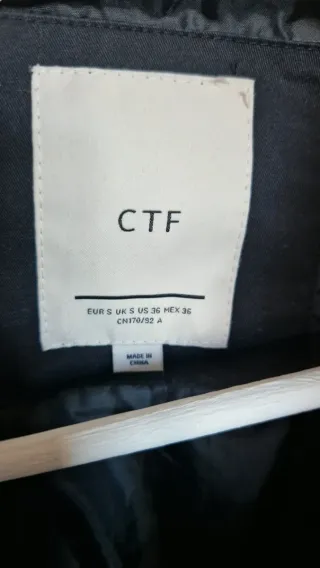 CTF
EUR S UK S US 36 MEX 36
CN170/92 A
MADE IN
CHINA